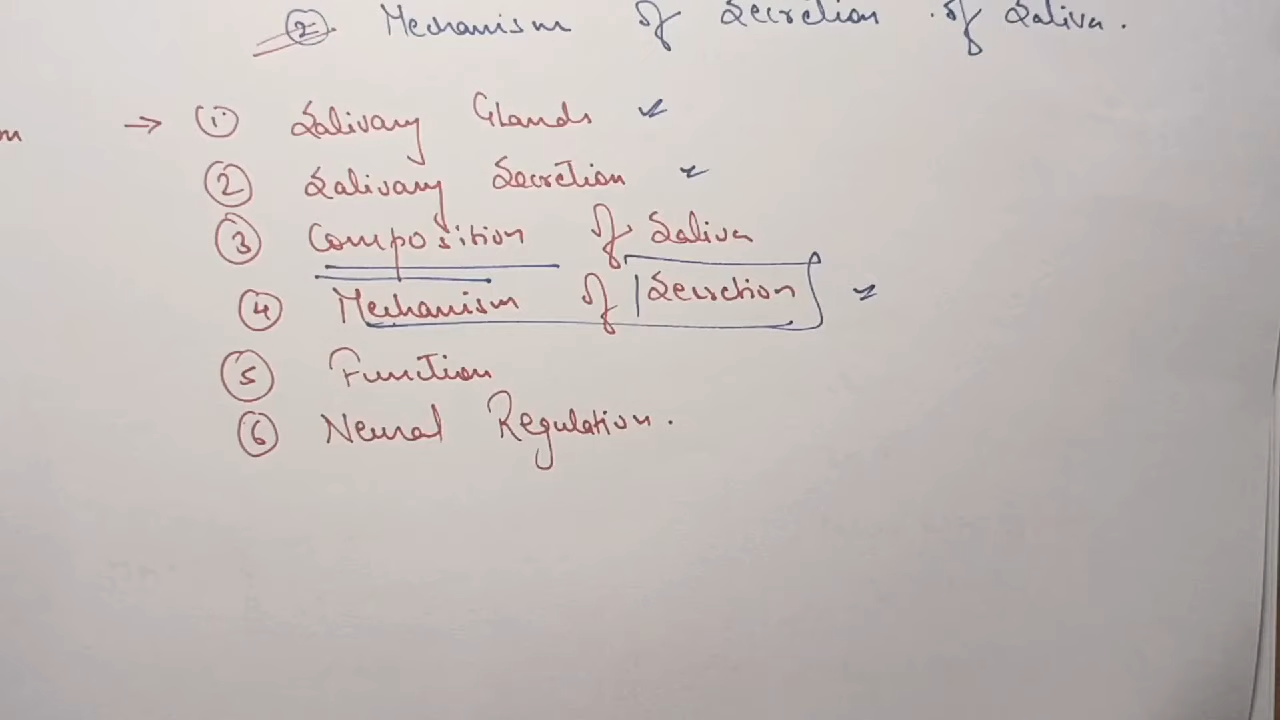 ② Mechanism of Secretion of Saliva.
→ ① Salivary Glands ✓
② Salivary Secretion ✓
③ Composition of Saliva
④ Mechanism of Secretion ✓
⑤ Function
⑥ Neural Regulation.